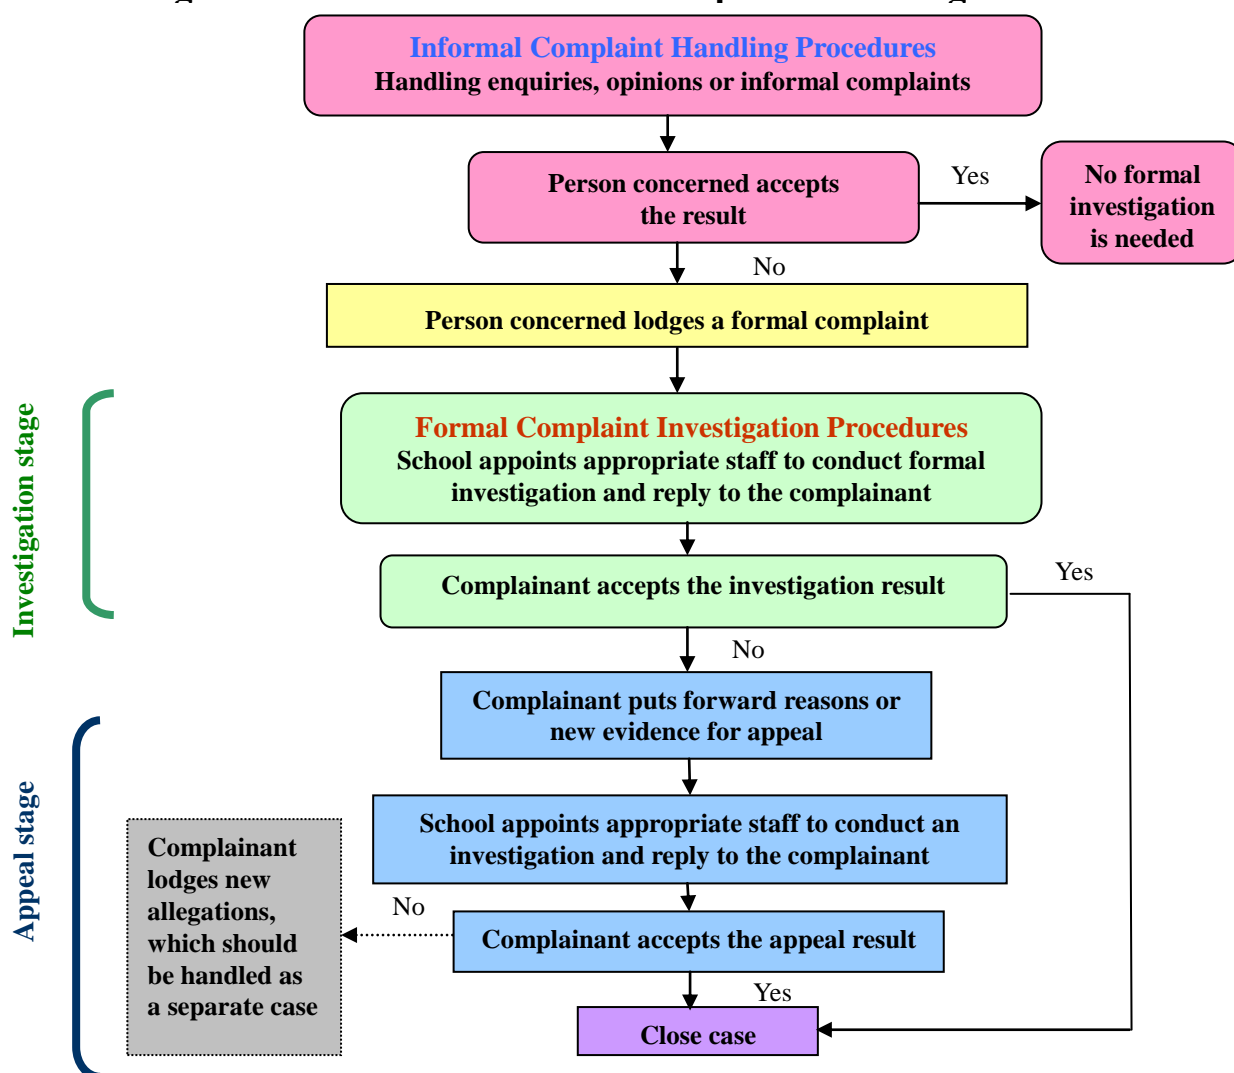 Informal Complaint Handling Procedures
Handling enquiries, opinions or informal complaints
Person concerned accepts
the result
Yes
No formal
investigation
is needed
No
Person concerned lodges a formal complaint
Investigation stage
Formal Complaint Investigation Procedures
School appoints appropriate staff to conduct formal
investigation and reply to the complainant
Complainant accepts the investigation result
Yes
No
Complainant puts forward reasons or
new evidence for appeal
Appeal stage
School appoints appropriate staff to conduct an
investigation and reply to the complainant
Complainant
lodges new
allegations,
which should
be handled as
a separate case
No
Complainant accepts the appeal result
Yes
Close case